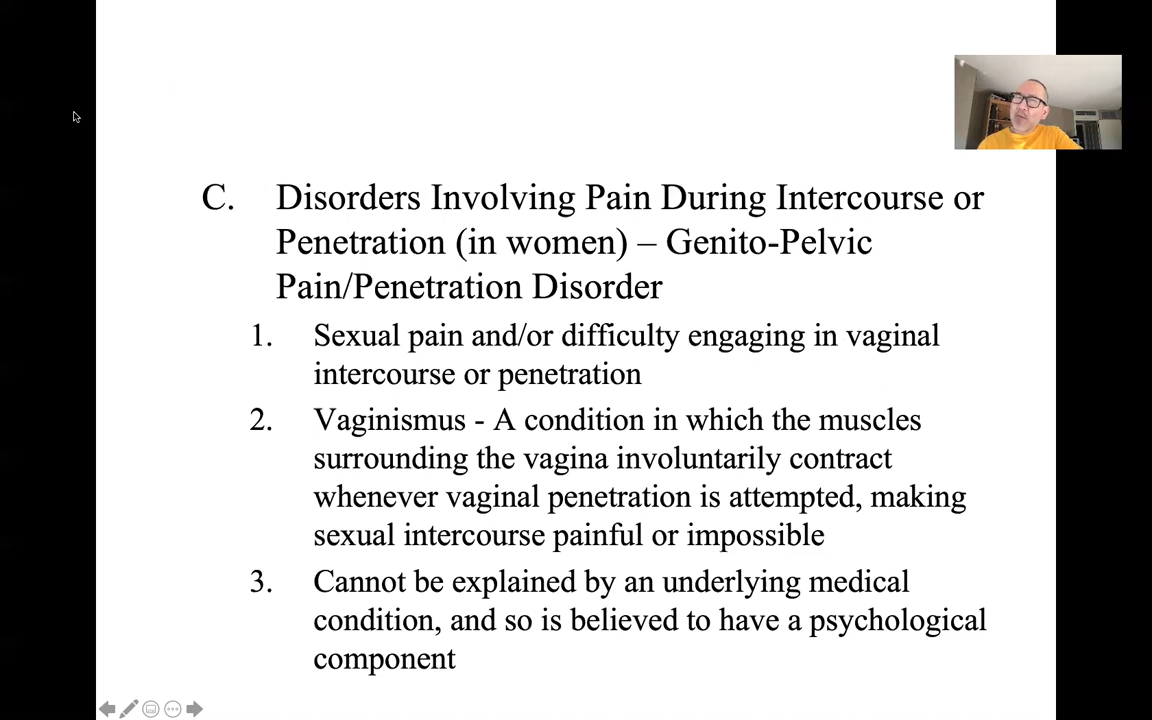 C. Disorders Involving Pain During Intercourse or
Penetration (in women) – Genito-Pelvic
Pain/Penetration Disorder
1. Sexual pain and/or difficulty engaging in vaginal
intercourse or penetration
2. Vaginismus - A condition in which the muscles
surrounding the vagina involuntarily contract
whenever vaginal penetration is attempted, making
sexual intercourse painful or impossible
3. Cannot be explained by an underlying medical
condition, and so is believed to have a psychological
component